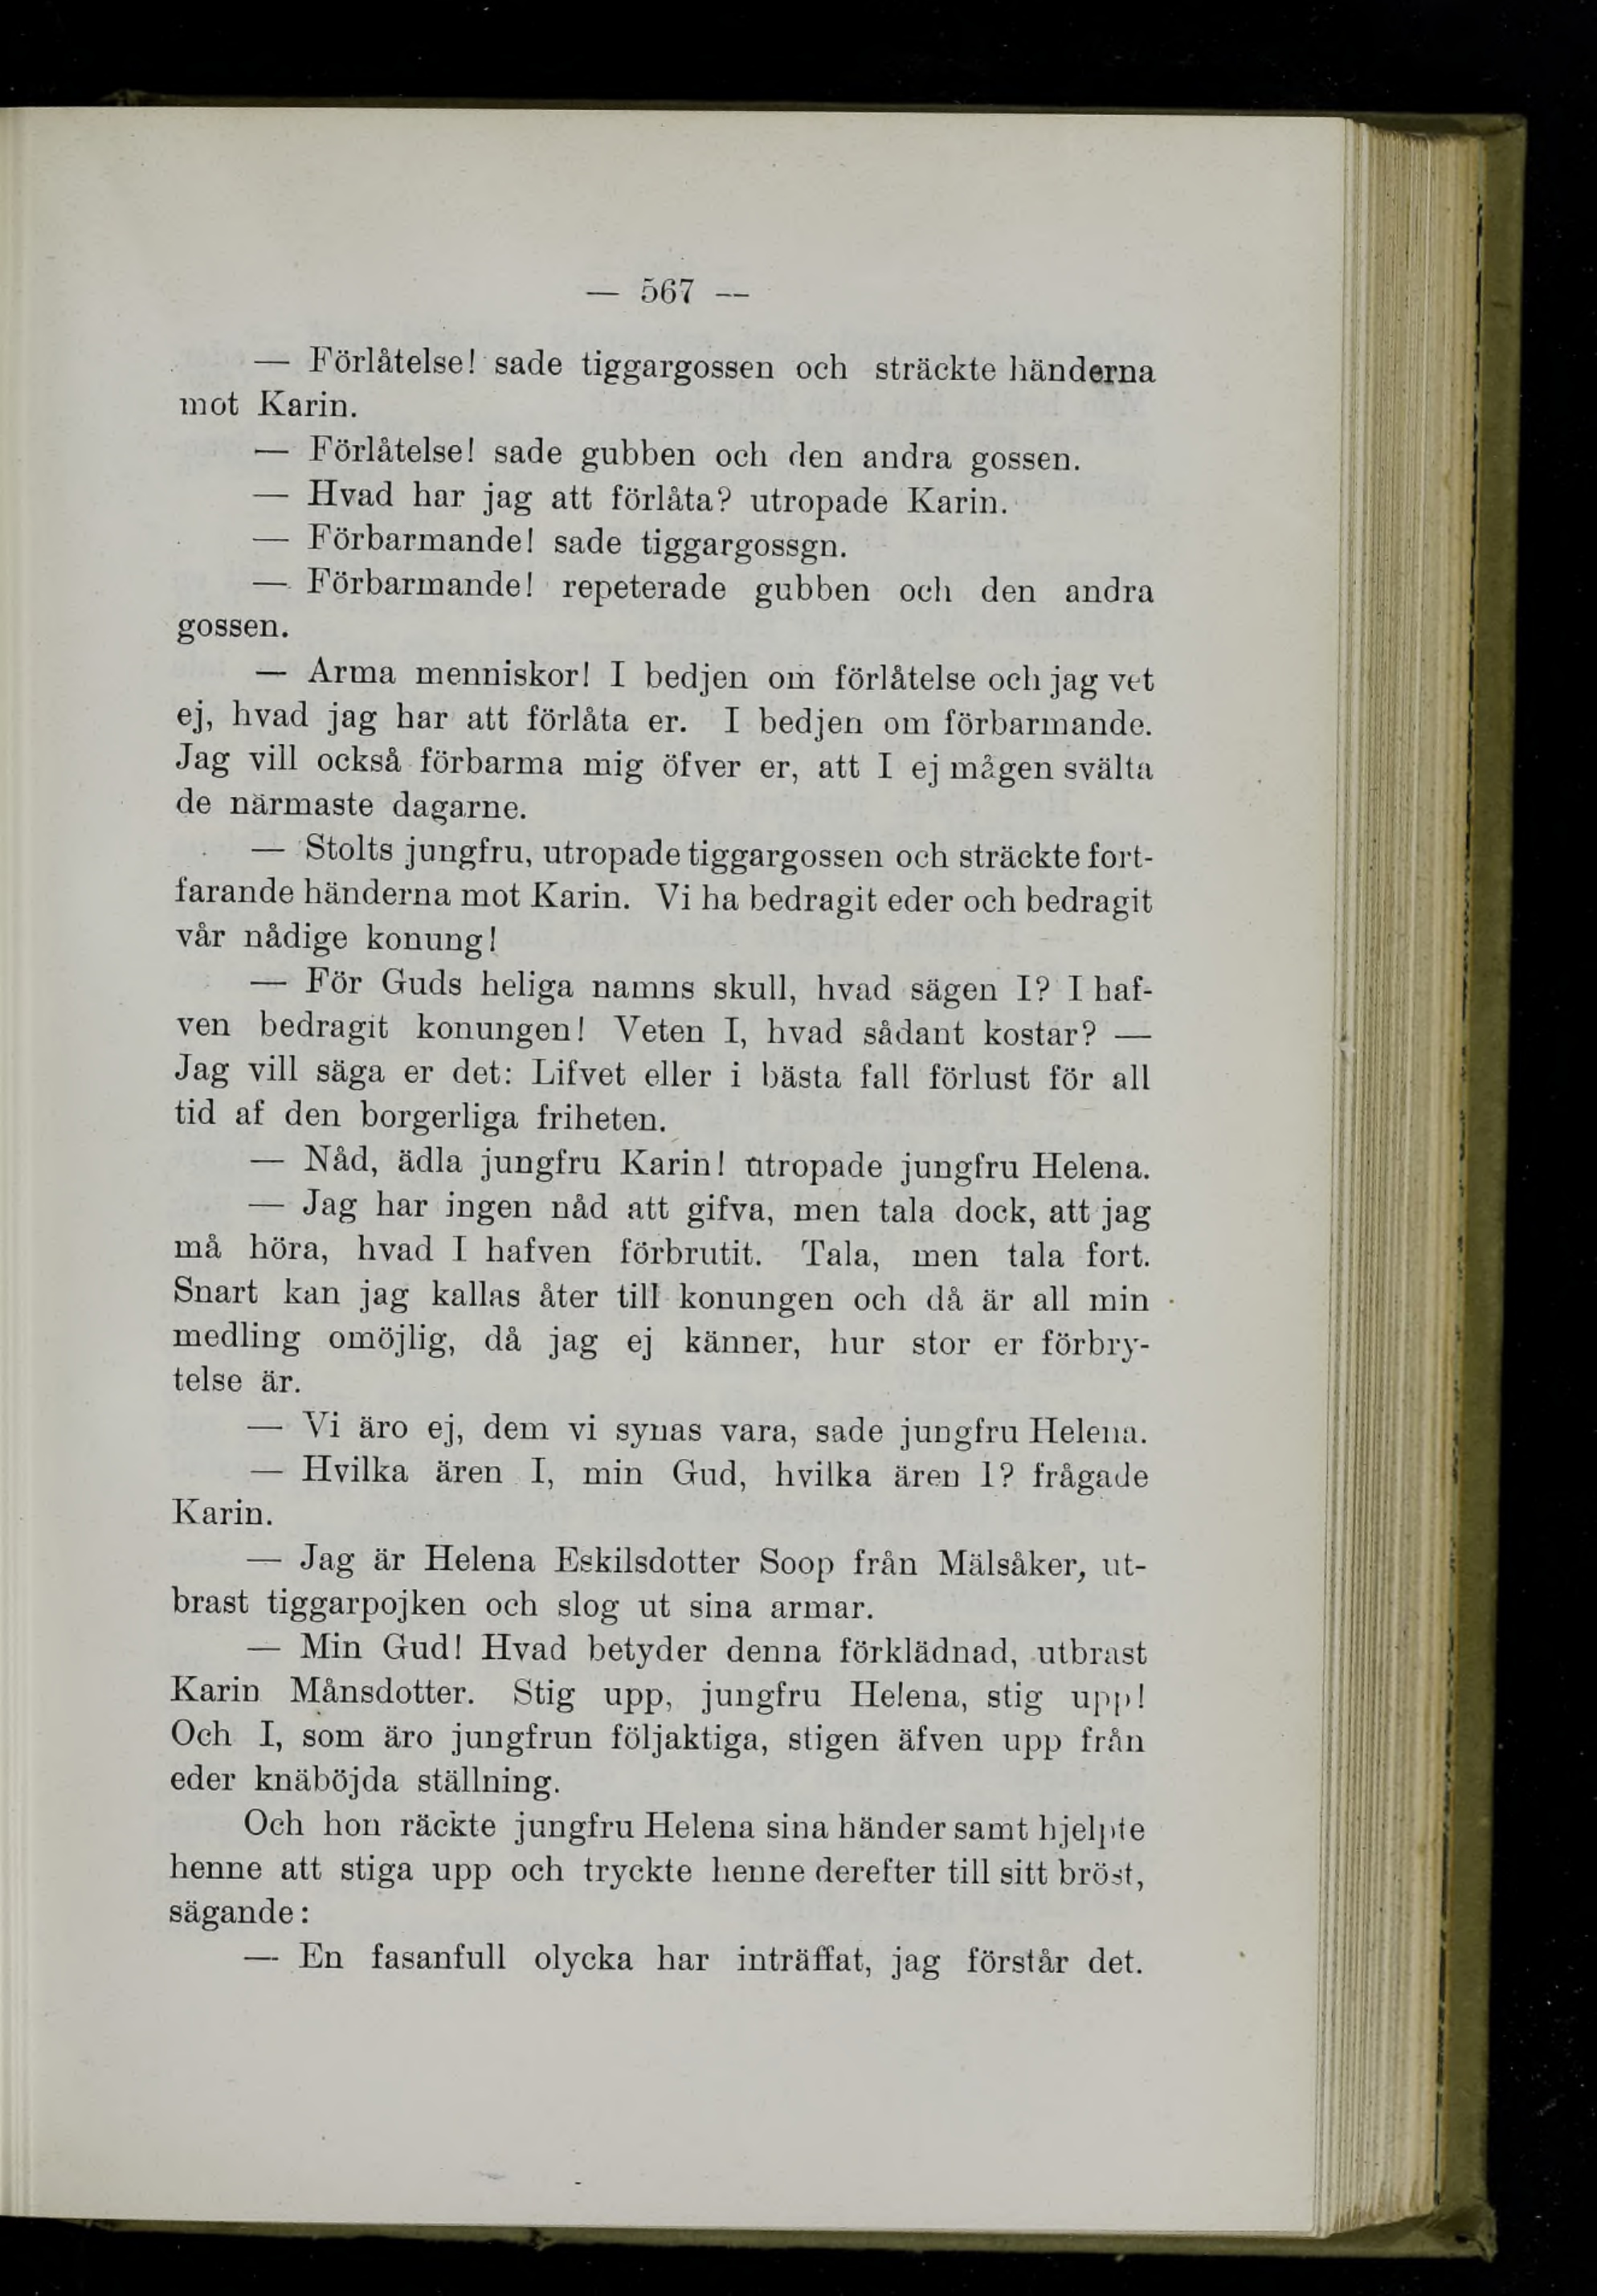 — 567 —
— Förlåtelse! sade tiggargossen och sträckte händerna
mot Karin.
— Förlåtelse! sade gubben och den andra gossen.
— Hvad har jag att förlåta? utropade Karin.
— Förbarmande! sade tiggargossgn.
— Förbarmande! repeterade gubben och den andra
gossen.
— Arma menniskor! I bedjen om förlåtelse och jag vet
ej, hvad jag har att förlåta er. I bedjen om förbarmande.
Jag vill också förbarma mig öfver er, att I ej mågen svälta
de närmaste dagarne.
— Stolts jungfru, utropade tiggargossen och sträckte fort-
farande händerna mot Karin. Vi ha bedragit eder och bedragit
vår nådige konung!
— För Guds heliga namns skull, hvad sägen I? I haf-
ven bedragit konungen! Veten I, hvad sådant kostar? —
Jag vill säga er det: Lifvet eller i bästa fall förlust för all
tid af den borgerliga friheten.
— Nåd, ädla jungfru Karin! utropade jungfru Helena.
— Jag har ingen nåd att gifva, men tala dock, att jag
må höra, hvad I hafven förbrutit. Tala, men tala fort.
Snart kan jag kallas åter till konungen och då är all min
medling omöjlig, då jag ej känner, hur stor er förbry-
telse är.
— Vi äro ej, dem vi synas vara, sade jungfru Helena.
— Hvilka ären I, min Gud, hvilka ären I? frågade
Karin.
— Jag är Helena Eskilsdotter Soop från Mälsåker, ut-
brast tiggarpojken och slog ut sina armar.
— Min Gud! Hvad betyder denna förklädnad, utbrast
Karin Månsdotter. Stig upp, jungfru Helena, stig upp!
Och I, som äro jungfrun följaktiga, stigen äfven upp från
eder knäböjda ställning.
Och hon räckte jungfru Helena sina händer samt hjelpte
henne att stiga upp och tryckte henne derefter till sitt bröst,
sägande:
— En fasanfull olycka har inträffat, jag förstår det.